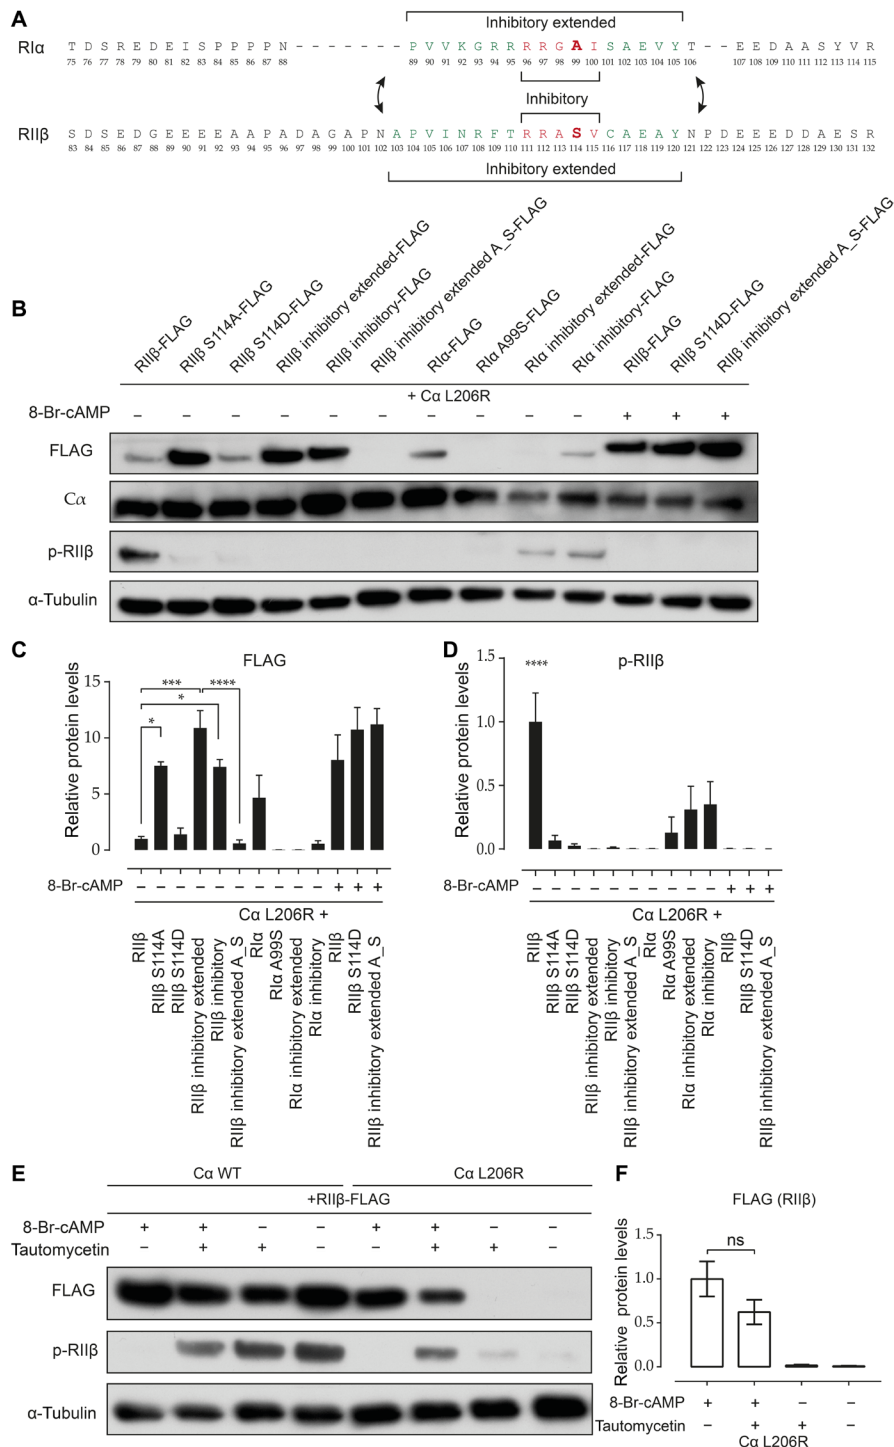 A
Inhibitory extended
RIα T D S R E D E I S P P P P N - - - - - - - P V V K G R R R R G A I S A E V Y T - - E E D A A S Y V R
75 76 77 78 79 80 81 82 83 84 85 86 87 88 89 90 91 92 93 94 95 96 97 98 99 100 101 102 103 104 105 106 107 108 109 110 111 112 113 114 115
Inhibitory
RIIβ S D S E D G E E E E A A P A D A G A P N A P V I N R F T R R A S V C A E A Y N P D E E E D D A E S R
83 84 85 86 87 88 89 90 91 92 93 94 95 96 97 98 99 100 101 102 103 104 105 106 107 108 109 110 111 112 113 114 115 116 117 118 119 120 121 122 123 124 125 126 127 128 129 130 131 132
Inhibitory extended
B
RIIβ-FLAG
RIIβ S114A-FLAG
RIIβ S114D-FLAG
RIIβ inhibitory extended-FLAG
RIIβ inhibitory-FLAG
RIIβ inhibitory extended A_S-FLAG
RIα-FLAG
RIα A99S-FLAG
RIα inhibitory extended-FLAG
RIα inhibitory-FLAG
RIIβ-FLAG
RIIβ S114D-FLAG
RIIβ inhibitory extended A_S-FLAG
+ Cα L206R
8-Br-cAMP − − − − − − − − − − + + +
FLAG
Cα
p-RIIβ
α-Tubulin
C
FLAG
Relative protein levels
15
10
5
0
*
***
*
****
8-Br-cAMP − − − − − − − − − − + + +
Cα L206R +
RIIβ
RIIβ S114A
RIIβ S114D
RIIβ inhibitory extended
RIIβ inhibitory
RIIβ inhibitory extended A_S
RIα
RIα A99S
RIα inhibitory extended
RIα inhibitory
RIIβ
RIIβ S114D
RIIβ inhibitory extended A_S
D
p-RIIβ
Relative protein levels
1.5
1.0
0.5
0.0
****
8-Br-cAMP − − − − − − − − − − + + +
Cα L206R +
RIIβ
RIIβ S114A
RIIβ S114D
RIIβ inhibitory extended
RIIβ inhibitory
RIIβ inhibitory extended A_S
RIα
RIα A99S
RIα inhibitory extended
RIα inhibitory
RIIβ
RIIβ S114D
RIIβ inhibitory extended A_S
E
Cα WT Cα L206R
+RIIβ-FLAG
8-Br-cAMP + + − − + + − −
Tautomycetin − + + − − + + −
FLAG
p-RIIβ
α-Tubulin
F
FLAG (RIIβ)
Relative protein levels
1.5
1.0
0.5
0.0
ns
8-Br-cAMP + + − −
Tautomycetin − + + −
Cα L206R